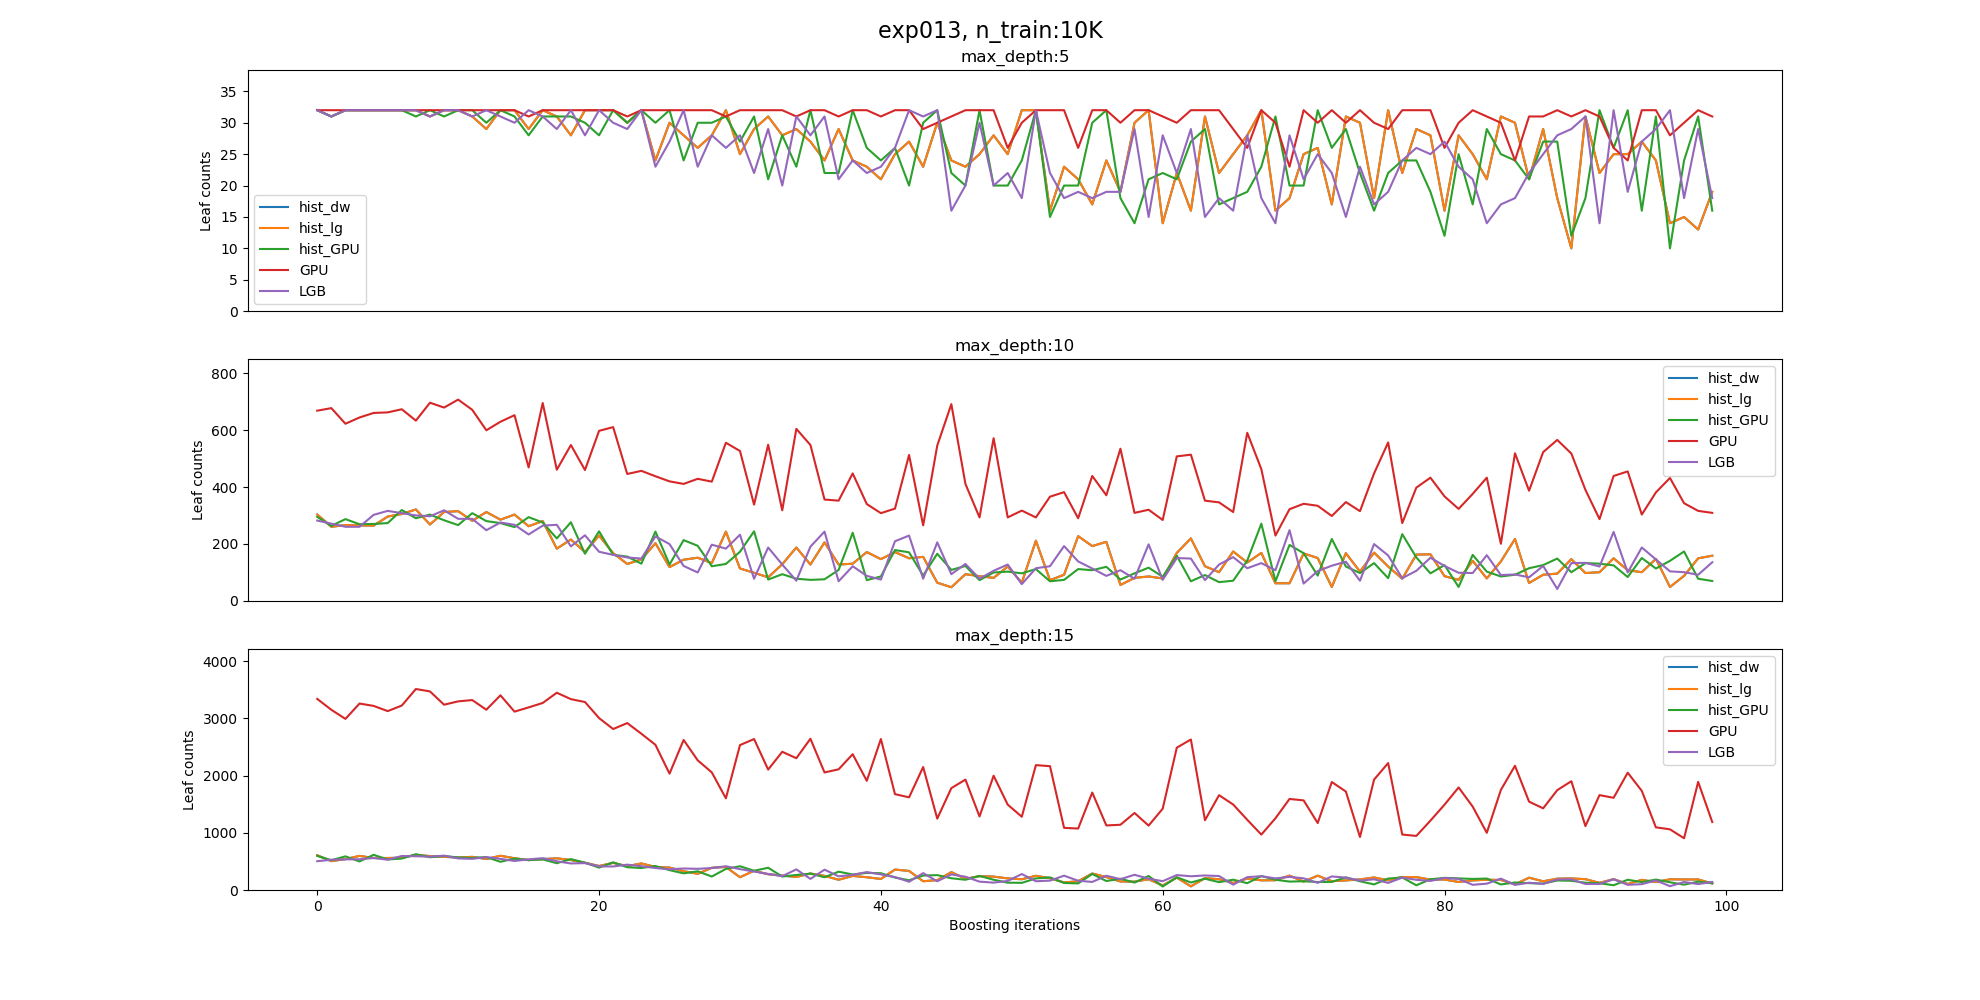 exp013, n_train:10K
max_depth:5
35
30
25
20
15
10
5
0
Leaf counts
hist_dw
hist_lg
hist_GPU
GPU
LGB
max_depth:10
800
600
400
200
0
Leaf counts
hist_dw
hist_lg
hist_GPU
GPU
LGB
max_depth:15
4000
3000
2000
1000
0
Leaf counts
hist_dw
hist_lg
hist_GPU
GPU
LGB
0 20 40 60 80 100
Boosting iterations